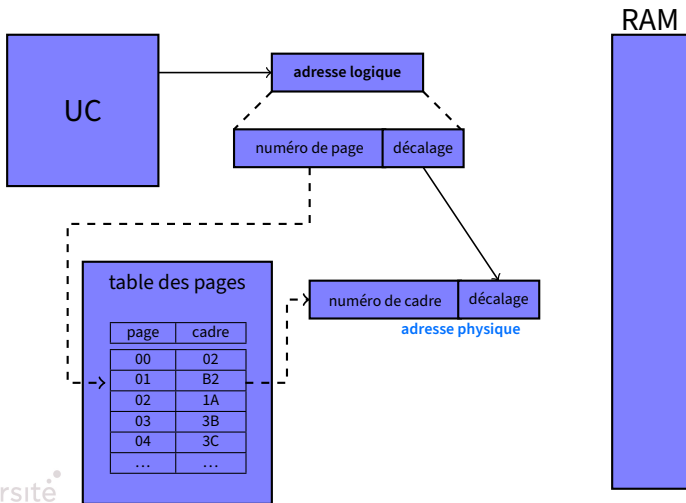 RAM
UC
adresse logique
numéro de page décalage
table des pages
numéro de cadre décalage
adresse physique
page cadre
00 02
01 B2
02 1A
03 3B
04 3C
... ...